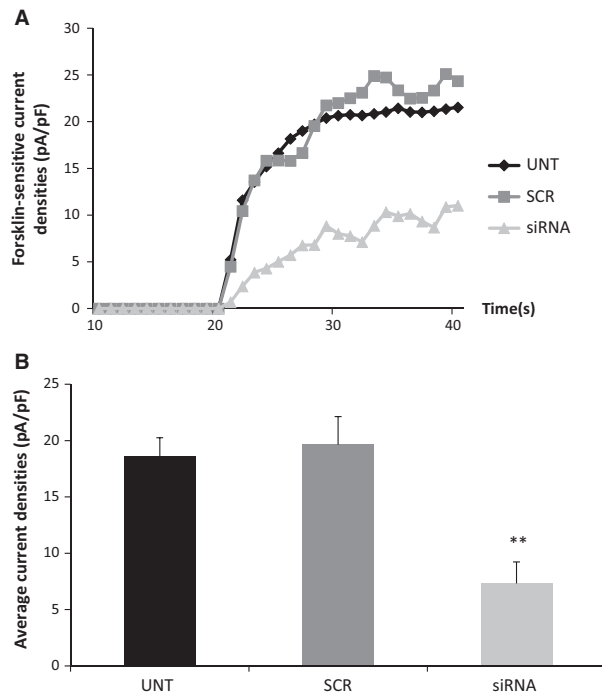 A
Forsklin-sensitive current
densities (pA/pF)
30
25
20
15
10
5
0
10
20
30
40
Time(s)
UNT
SCR
siRNA
B
Average current densities (pA/pF)
25
20
15
10
5
0
**
UNT
SCR
siRNA